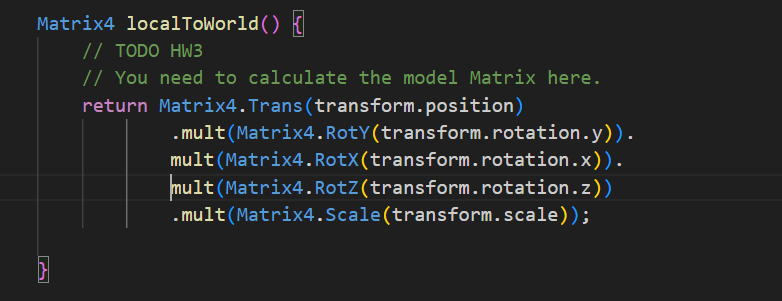 Matrix4 localToWorld() {
// TODO HW3
// You need to calculate the model Matrix here.
return Matrix4.Trans(transform.position)
.mult(Matrix4.RotY(transform.rotation.y)).
mult(Matrix4.RotX(transform.rotation.x)).
mult(Matrix4.RotZ(transform.rotation.z))
.mult(Matrix4.Scale(transform.scale));
}